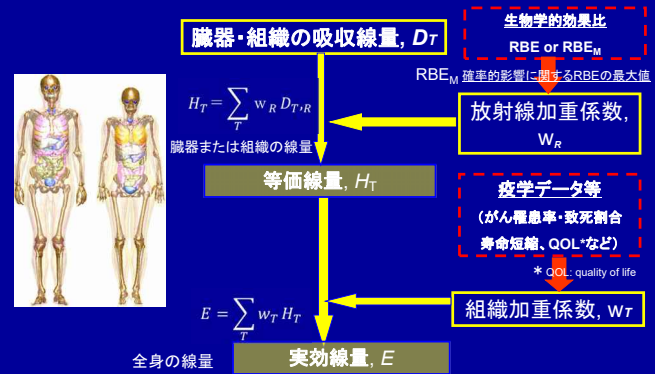 臓器・組織の吸収線量, DT
生物学的効果比
RBE or RBEM
RBEM 確率的影響に関するRBEの最大値
HT = ∑T wR DT,R
放射線加重係数,
wR
臓器または組織の線量
等価線量, HT
疫学データ等
（がん罹患率・致死割合
寿命短縮、QOL*など）
* QOL: quality of life
E = ∑T wT HT
組織加重係数, wT
全身の線量
実効線量, E